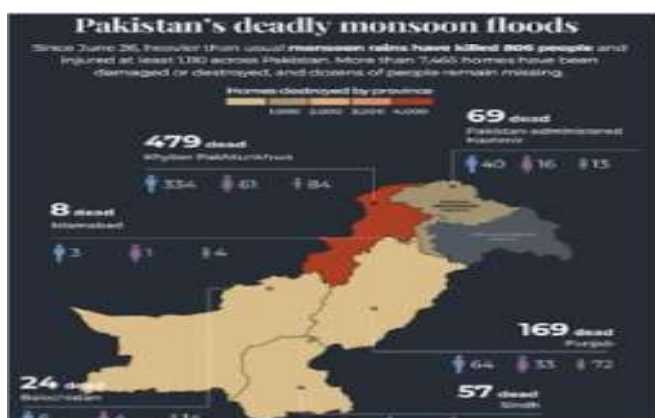 Pakistan's deadly monsoon floods
Since June 26, heavier than usual monsoon rains have killed 806 people and
injured at least 1,130 across Pakistan. More than 7,465 homes have been
damaged or destroyed, and dozens of people remain missing.
Homes destroyed by province
1,000 2,000 3,000 4,000
69 dead
Pakistan-administered
Kashmir
40 16 13
479 dead
Khyber Pakhtunkhwa
334 61 84
8 dead
Islamabad
3 1 4
169 dead
Punjab
64 33 72
24 dead
Balochistan
57 dead
Sindh